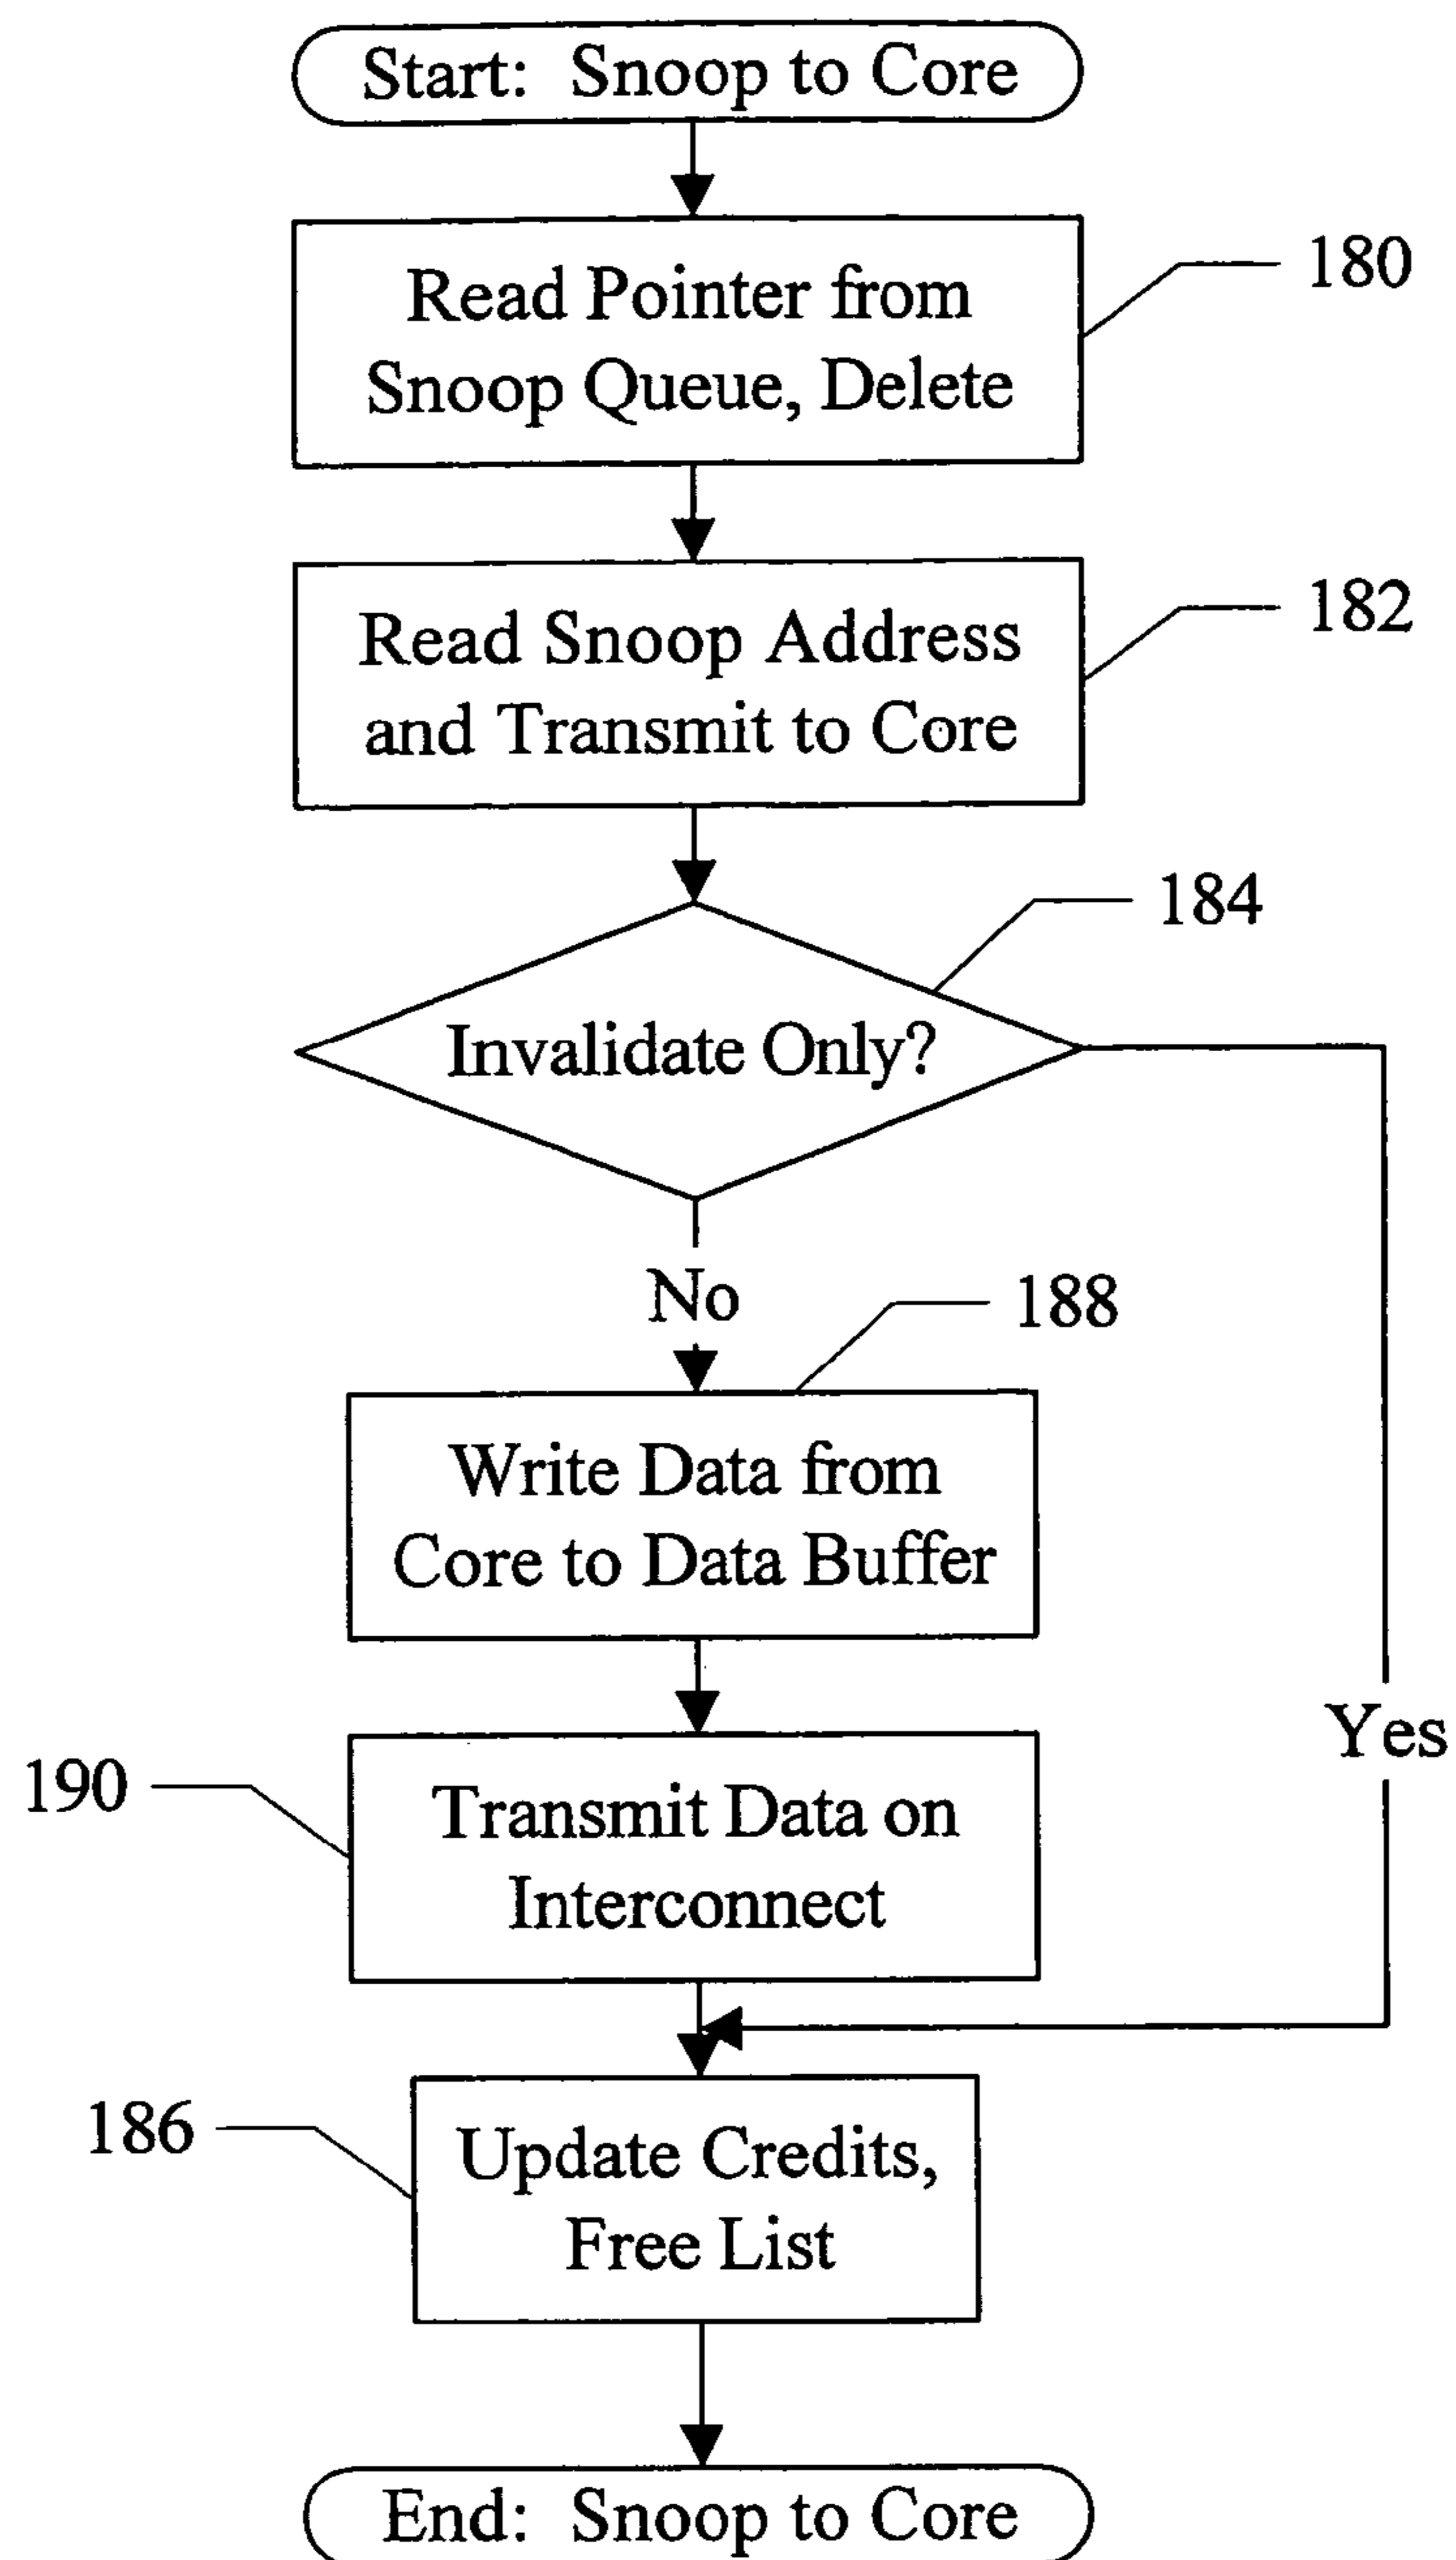 Start: Snoop to Core
Read Pointer from
Snoop Queue, Delete
180
Read Snoop Address
and Transmit to Core
182
Invalidate Only?
184
No
188
Write Data from
Core to Data Buffer
Yes
190
Transmit Data on
Interconnect
186
Update Credits,
Free List
End: Snoop to Core